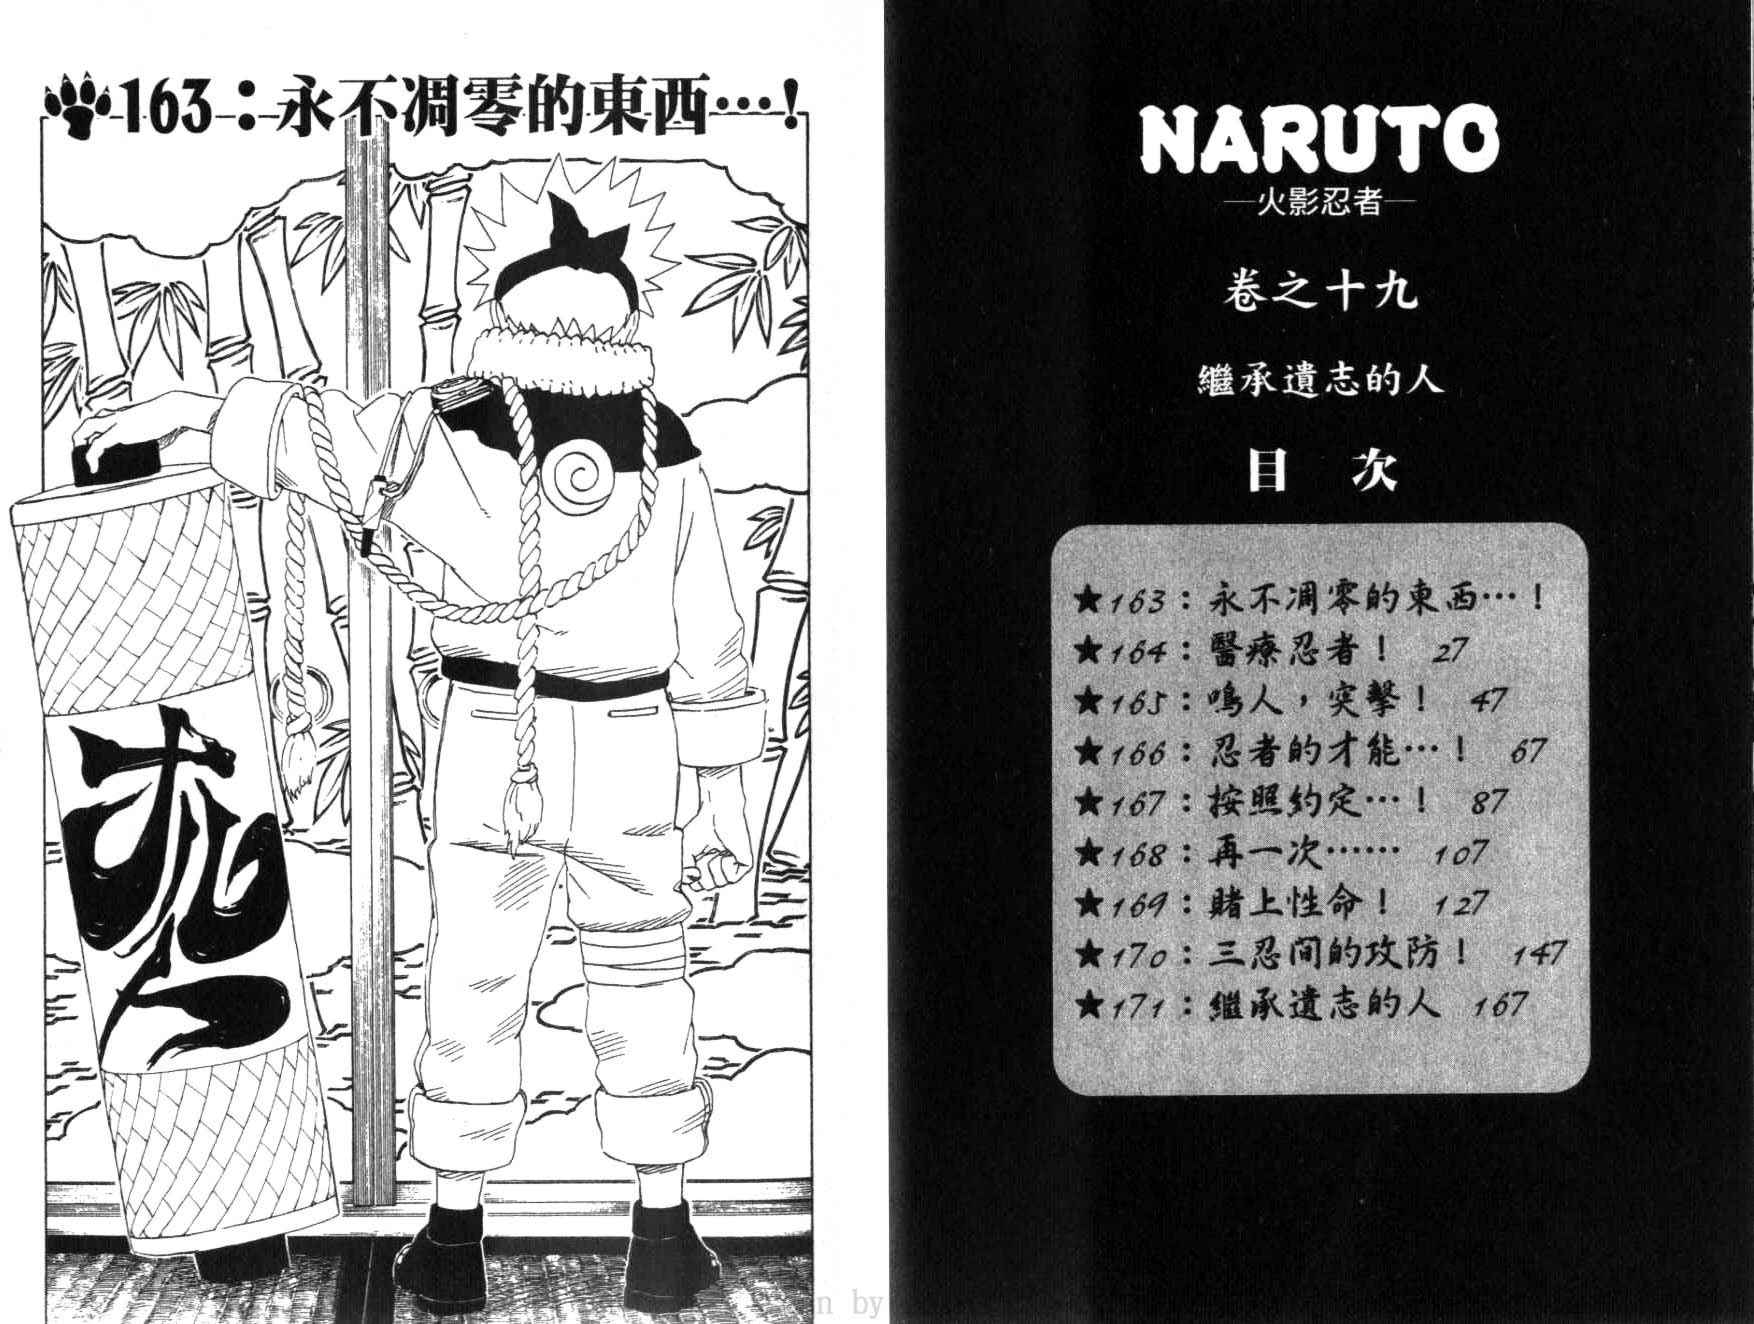 163：永不凋零的東西…！
NARUTO
—火影忍者—
卷之十九
繼承遺志的人
目 次
★163：永不凋零的東西…！
★164：醫療忍者！ 27
★165：鳴人，突擊！ 47
★166：忍者的才能…！ 67
★167：按照約定…！ 87
★168：再一次…… 107
★169：賭上性命！ 127
★170：三忍間的攻防！ 147
★171：繼承遺志的人 167
n by